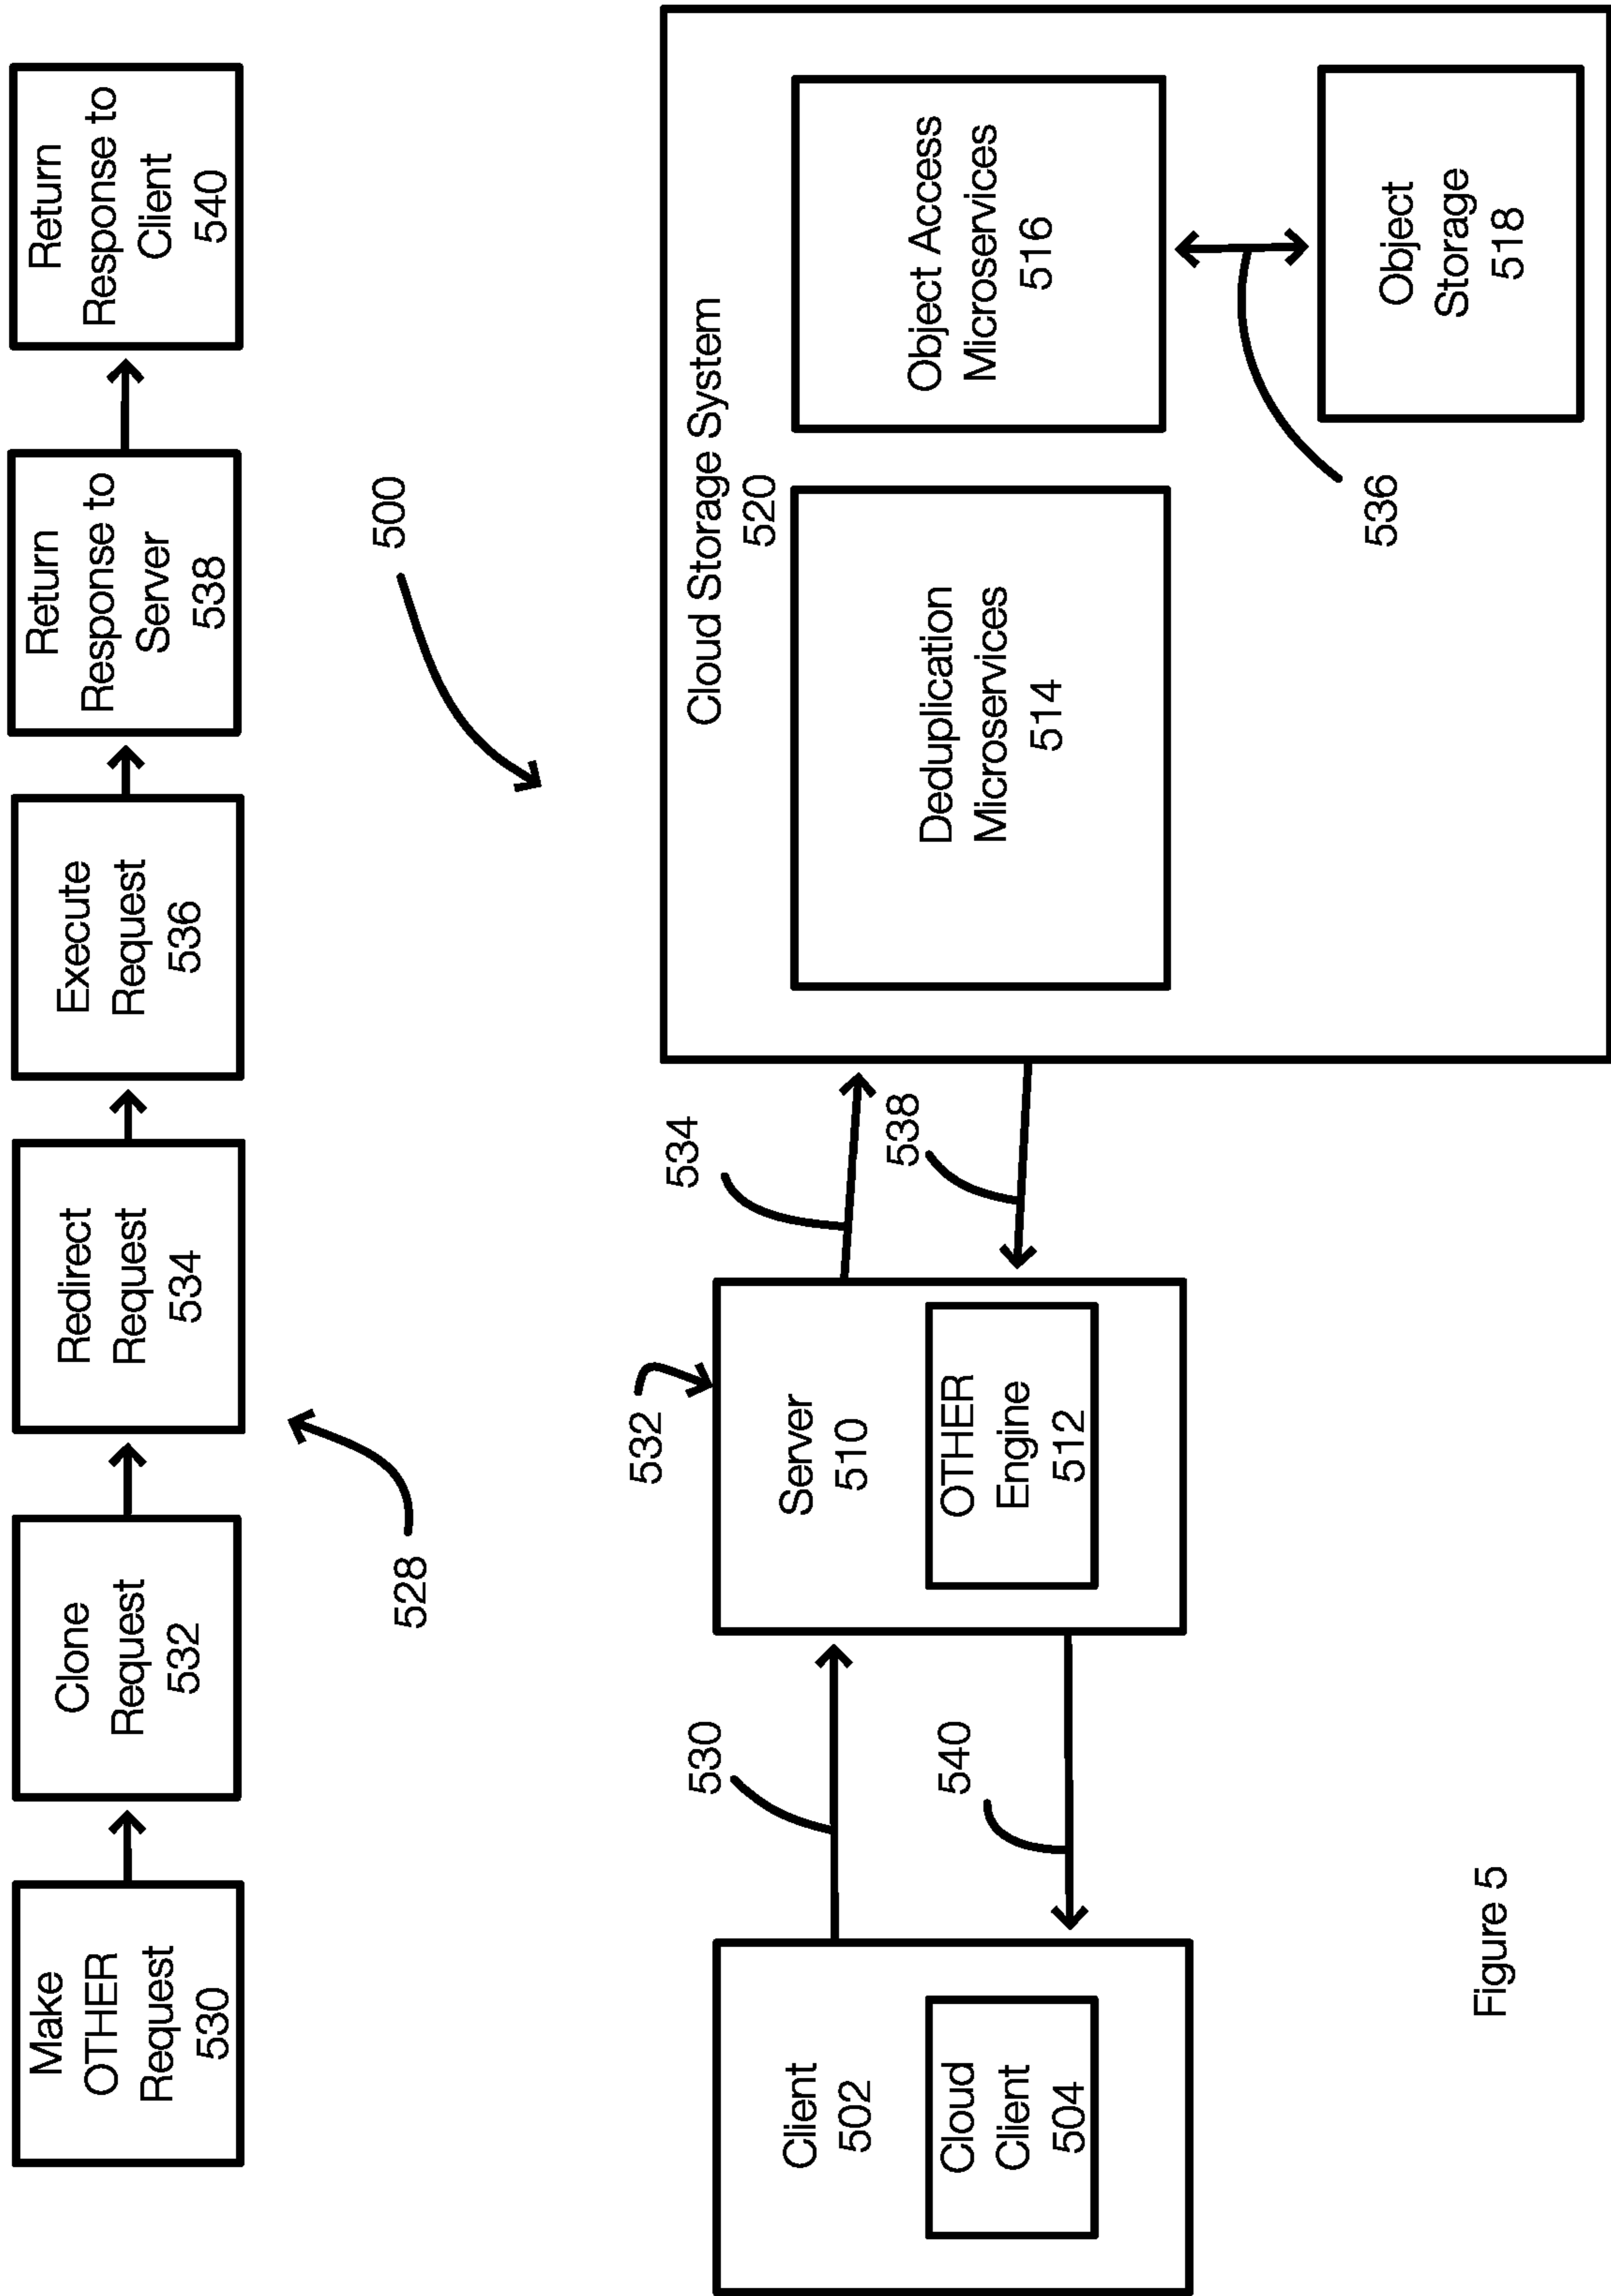 Make
OTHER
Request
530
Clone
Request
532
Redirect
Request
534
Execute
Request
536
Return
Response to
Server
538
Return
Response to
Client
540
528
500
Client
502
Cloud
Client
504
530
540
532
Server
510
OTHER
Engine
512
534
538
Cloud Storage System
520
Deduplication
Microservices
514
Object Access
Microservices
516
536
Object
Storage
518
Figure 5